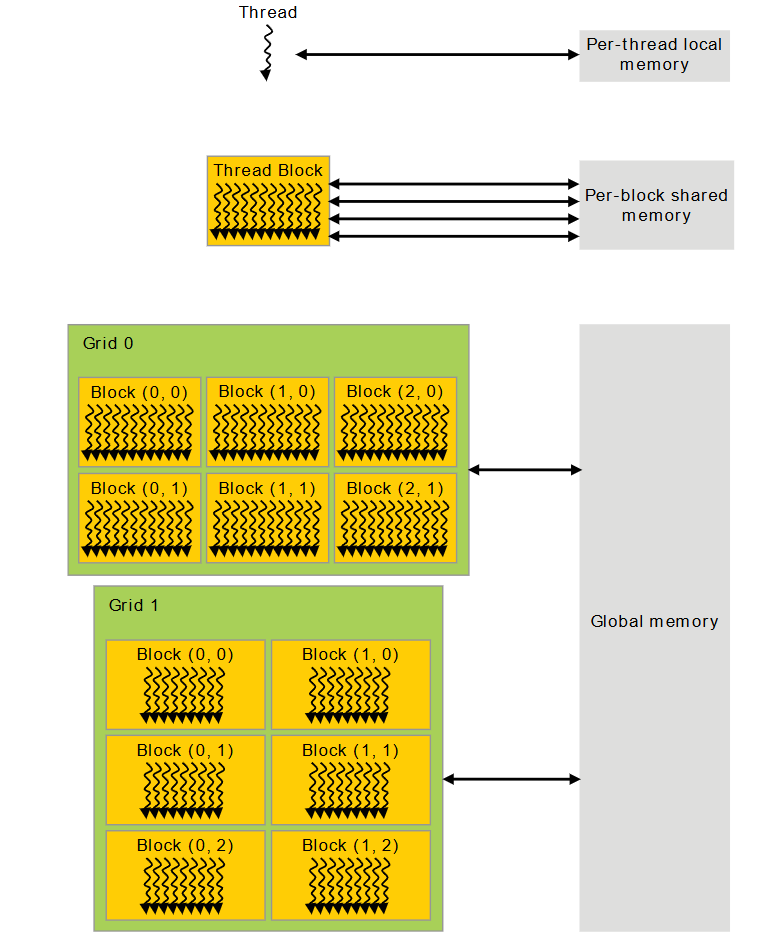 Thread
Per-thread local
memory
Thread Block
Per-block shared
memory
Grid 0
Block (0, 0)
Block (1, 0)
Block (2, 0)
Block (0, 1)
Block (1, 1)
Block (2, 1)
Grid 1
Global memory
Block (0, 0)
Block (1, 0)
Block (0, 1)
Block (1, 1)
Block (0, 2)
Block (1, 2)